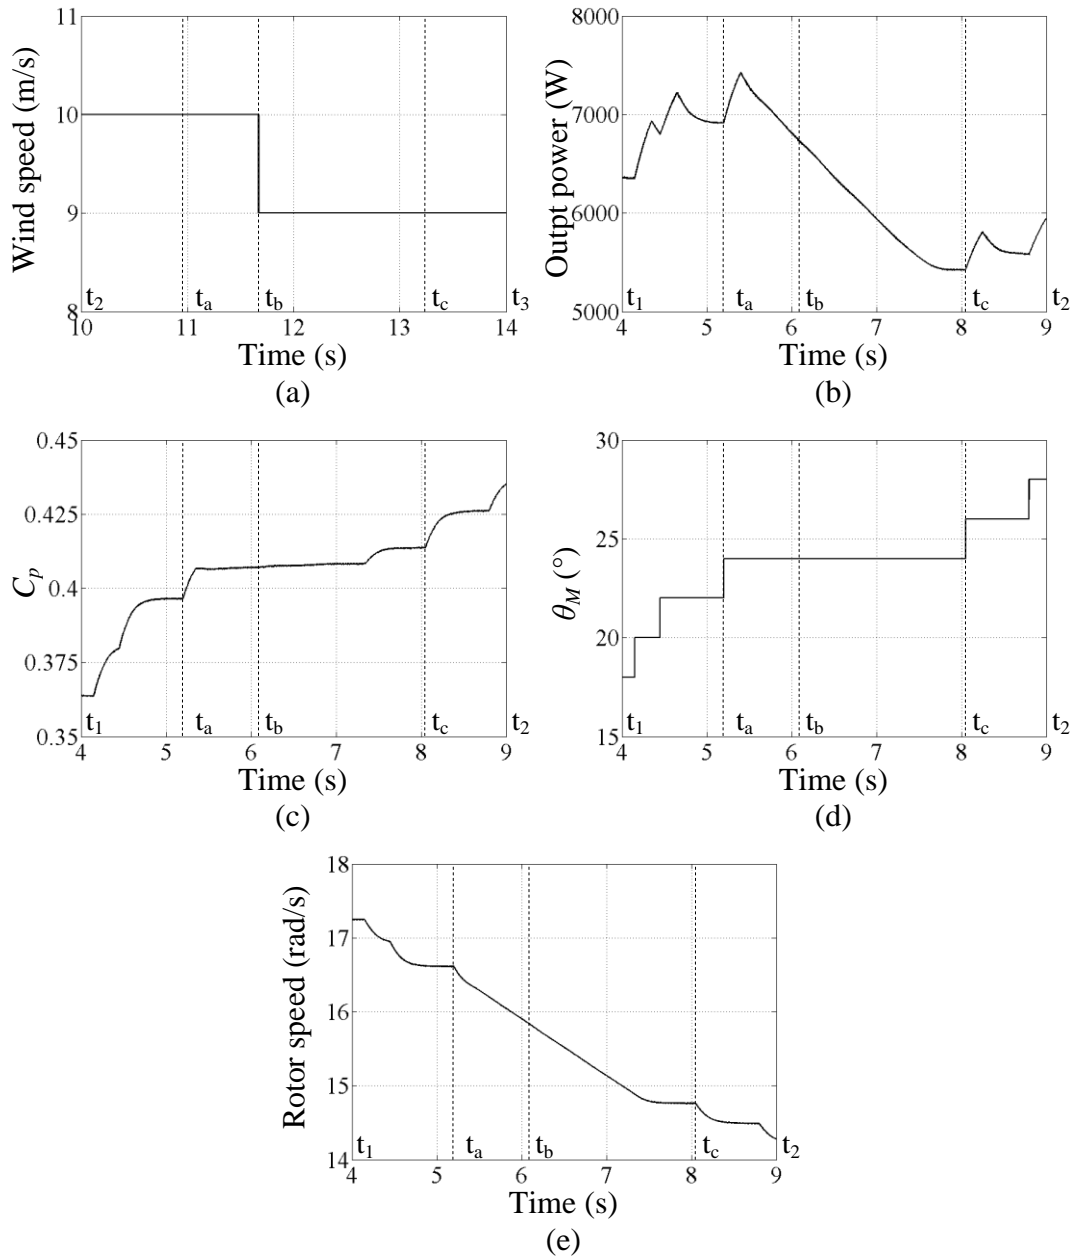 11
10
9
8
Wind speed (m/s)
t2 ta tb tc t3
10 11 12 13 14
Time (s)
(a)
8000
7000
6000
5000
Outpt power (W)
t1 ta tb tc t2
4 5 6 7 8 9
Time (s)
(b)
0.45
0.425
0.4
0.375
0.35
Cp
t1 ta tb tc t2
4 5 6 7 8 9
Time (s)
(c)
30
25
20
15
θM (°)
t1 ta tb tc t2
4 5 6 7 8 9
Time (s)
(d)
18
17
16
15
14
Rotor speed (rad/s)
t1 ta tb tc t2
4 5 6 7 8 9
Time (s)
(e)